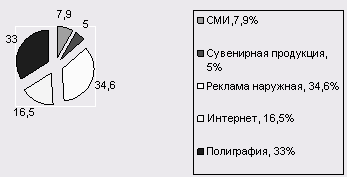 7,9
5
33
34,6
16,5
СМИ,7,9%
Сувенирная продукция,
5%
Реклама наружная, 34,6%
Интернет, 16,5%
Полиграфия, 33%